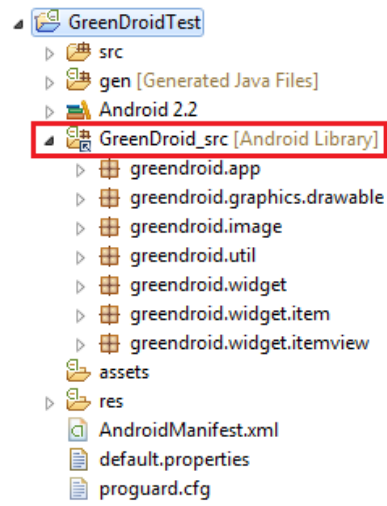 GreenDroidTest
src
gen [Generated Java Files]
Android 2.2
GreenDroid_src [Android Library]
greendroid.app
greendroid.graphics.drawable
greendroid.image
greendroid.util
greendroid.widget
greendroid.widget.item
greendroid.widget.itemview
assets
res
AndroidManifest.xml
default.properties
proguard.cfg